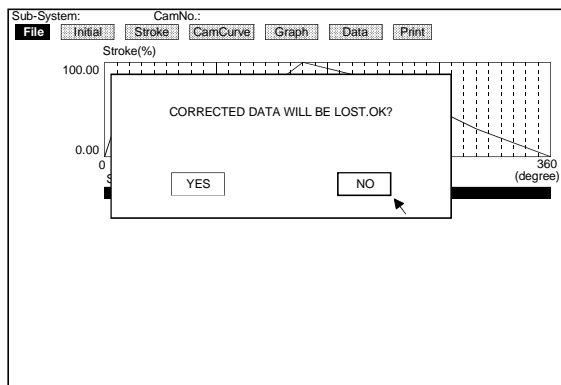 Sub-System: CamNo.:
File Initial Stroke CamCurve Graph Data Print
Stroke(%)
100.00
CORRECTED DATA WILL BE LOST.OK?
0.00
0 360
S (degree)
YES NO